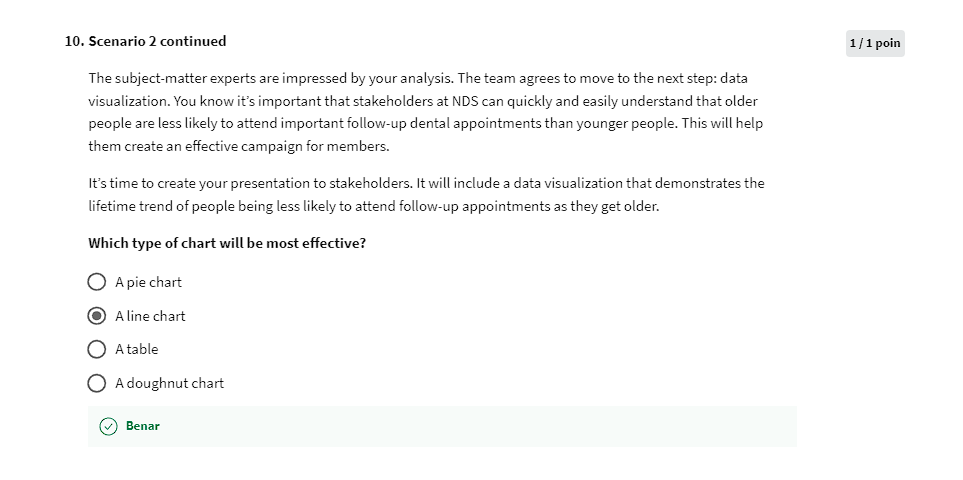 10. Scenario 2 continued
1 / 1 poin
The subject-matter experts are impressed by your analysis. The team agrees to move to the next step: data
visualization. You know it’s important that stakeholders at NDS can quickly and easily understand that older
people are less likely to attend important follow-up dental appointments than younger people. This will help
them create an effective campaign for members.
It’s time to create your presentation to stakeholders. It will include a data visualization that demonstrates the
lifetime trend of people being less likely to attend follow-up appointments as they get older.
Which type of chart will be most effective?
A pie chart
A line chart
A table
A doughnut chart
Benar